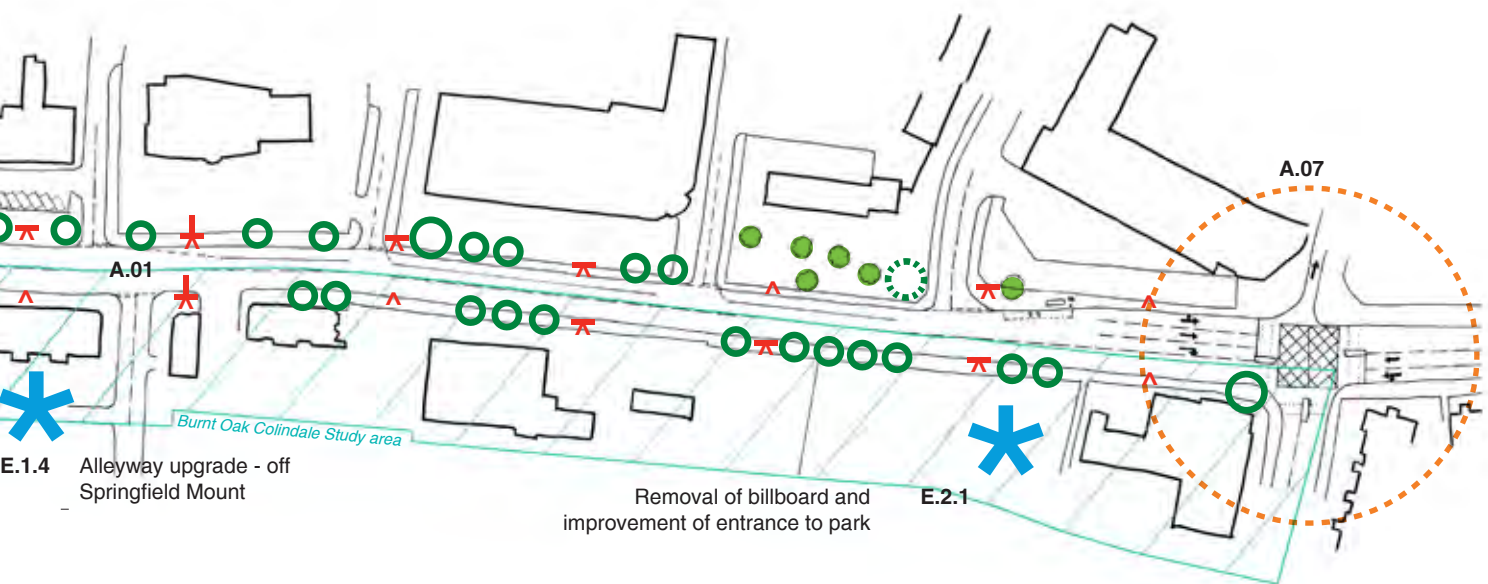 A.07
A.01
Burnt Oak Colindale Study area
E.1.4 Alleyway upgrade - off
Springfield Mount
Removal of billboard and
improvement of entrance to park
E.2.1